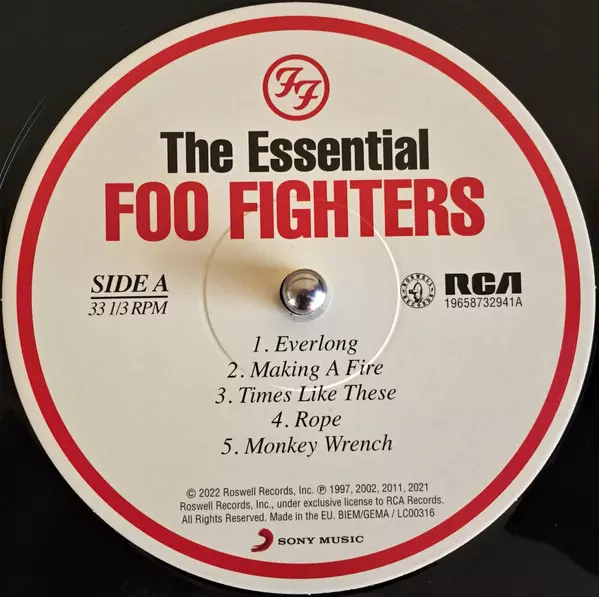 FF
The Essential
FOO FIGHTERS
SIDE A
33 1/3 RPM
ROSWELL RECORDS
RCA
19658732941A
1. Everlong
2. Making A Fire
3. Times Like These
4. Rope
5. Monkey Wrench
© 2022 Roswell Records, Inc. ℗ 1997, 2002, 2011, 2021
Roswell Records, Inc., under exclusive license to RCA Records.
All Rights Reserved. Made in the EU. BIEM/GEMA / LC00316
SONY MUSIC